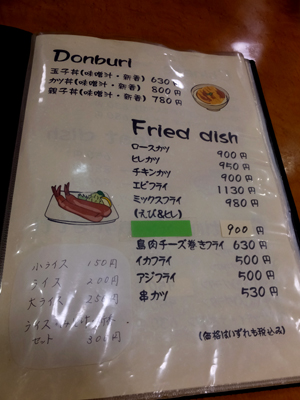 Donburi
玉子丼(味噌汁・新香) 630円
カツ丼(味噌汁・新香) 800円
親子丼(味噌汁・新香) 780円
Fried dish
ロースカツ 900円
ヒレカツ 950円
チキンカツ 900円
エビフライ 1130円
ミックスフライ 980円
(えび&ヒレ)
900円
鳥肉チーズ巻きフライ 630円
イカフライ 500円
アジフライ 500円
串カツ 530円
小ライス 150円
ライス 200円
大ライス 250円
ライス・みそ汁・お新香・
セット 300円
(価格はいずれも税込み)